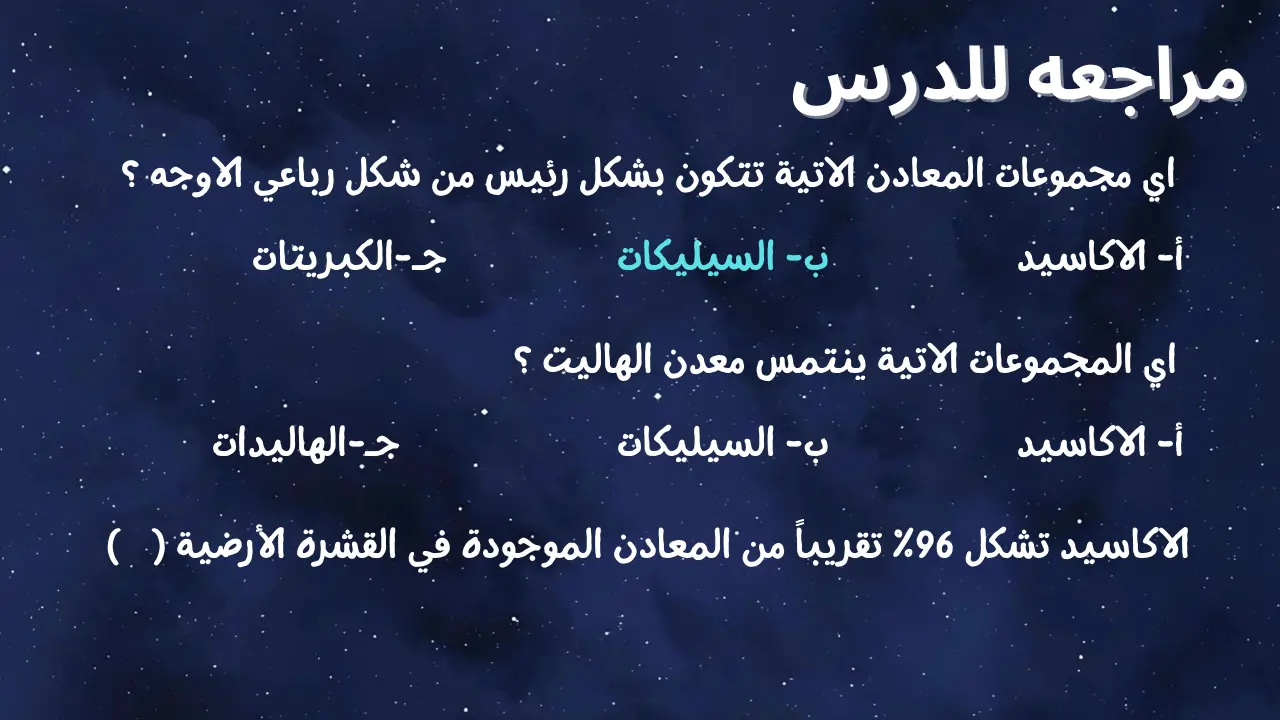 مراجعه للدرس
اي مجموعات المعادن الاتية تتكون بشكل رئيس من شكل رباعي الاوجه ؟
أ- الاكاسيد ب- السيليكات جـ-الكبريتات
اي المجموعات الاتية ينتمس معدن الهاليت ؟
أ- الاكاسيد ب- السيليكات جـ-الهاليدات
الاكاسيد تشكل 96٪ تقريباً من المعادن الموجودة في القشرة الأرضية ( )